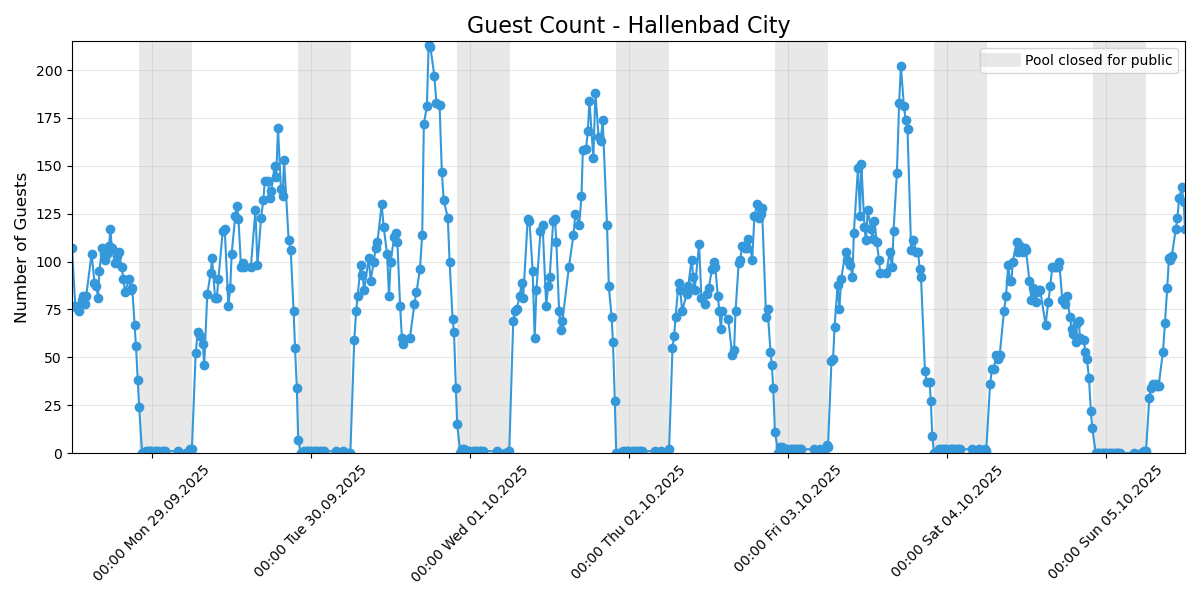 Guest Count - Hallenbad City
Pool closed for public
Number of Guests
200
175
150
125
100
75
50
25
0
00:00 Mon 29.09.2025
00:00 Tue 30.09.2025
00:00 Wed 01.10.2025
00:00 Thu 02.10.2025
00:00 Fri 03.10.2025
00:00 Sat 04.10.2025
00:00 Sun 05.10.2025